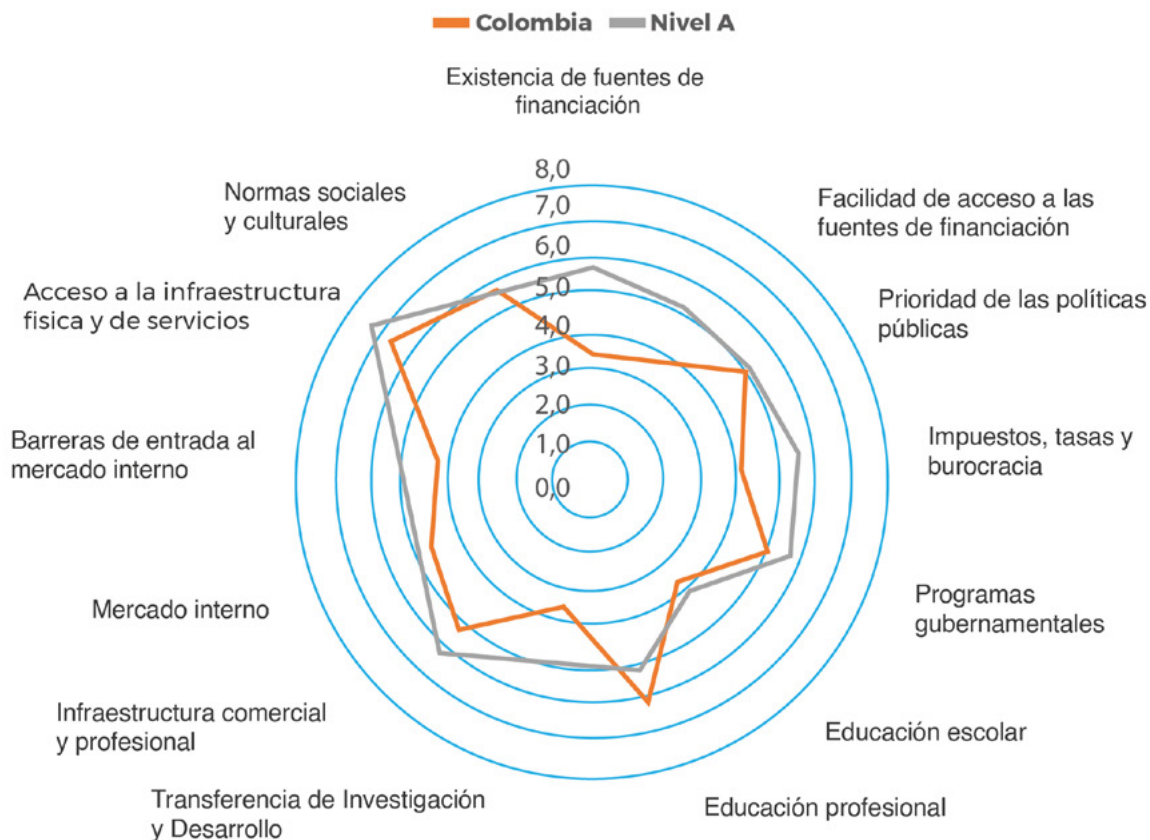 Colombia Nivel A
Existencia de fuentes de
financiación
Facilidad de acceso a las
fuentes de financiación
Prioridad de las políticas
públicas
Impuestos, tasas y
burocracia
Programas
gubernamentales
Educación escolar
Educación profesional
Transferencia de Investigación
y Desarrollo
Infraestructura comercial
y profesional
Mercado interno
Barreras de entrada al
mercado interno
Acceso a la infraestructura
fisica y de servicios
Normas sociales
y culturales
8,0
7,0
6,0
5,0
4,0
3,0
2,0
1,0
0,0